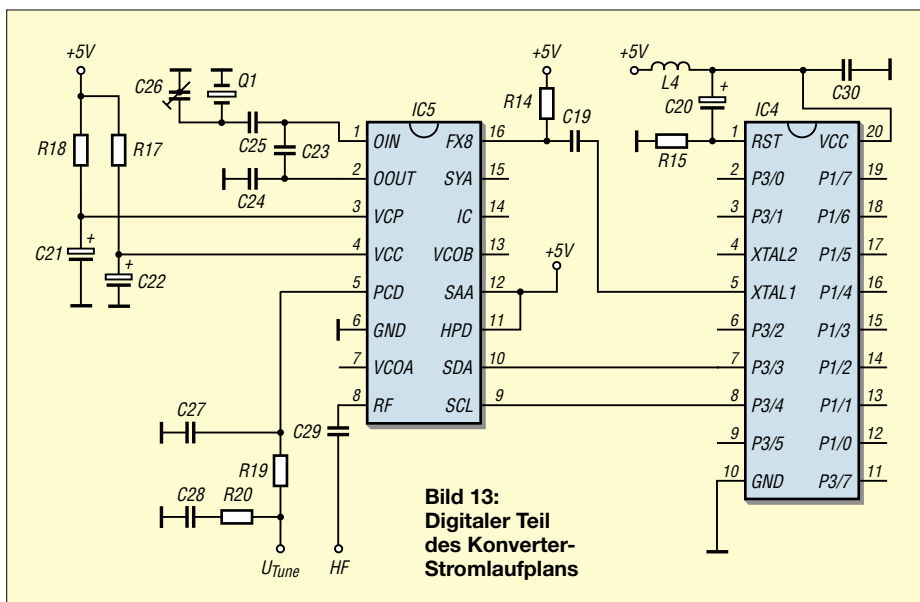 +5V
+5V
+5V
C26
Q1
IC5
R14
C19
L4
C20
+
C30
IC4
R18
R17
C25
C23
C24
R15
1 OIN FX8 16
2 OOUT SYA 15
3 VCP IC 14
4 VCC VCOB 13
5 PCD SAA 12
6 GND HPD 11
7 VCOA SDA 10
8 RF SCL 9
+5V
1 RST VCC 20
2 P3/0 P1/7 19
3 P3/1 P1/6 18
4 XTAL2 P1/5 17
5 XTAL1 P1/4 16
6 P3/2 P1/3 15
7 P3/3 P1/2 14
8 P3/4 P1/1 13
9 P3/5 P1/0 12
10 GND P3/7 11
C21
+
C22
+
C27
C29
R19
C28
R20
UTune
HF
Bild 13:
Digitaler Teil
des Konverter-
Stromlaufplans